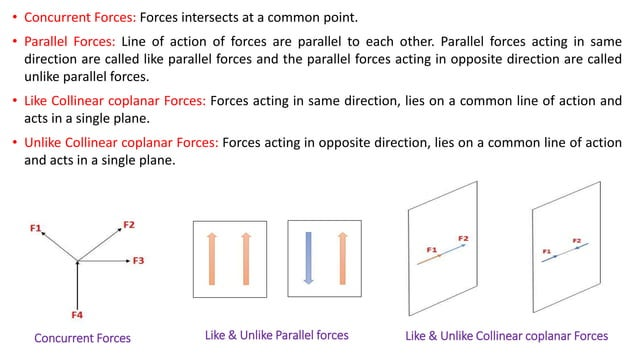 • Concurrent Forces: Forces intersects at a common point.
• Parallel Forces: Line of action of forces are parallel to each other. Parallel forces acting in same
direction are called like parallel forces and the parallel forces acting in opposite direction are called
unlike parallel forces.
• Like Collinear coplanar Forces: Forces acting in same direction, lies on a common line of action and
acts in a single plane.
• Unlike Collinear coplanar Forces: Forces acting in opposite direction, lies on a common line of action
and acts in a single plane.
F1
F2
F3
F4
F1
F2
F1
F2
Concurrent Forces
Like & Unlike Parallel forces
Like & Unlike Collinear coplanar Forces